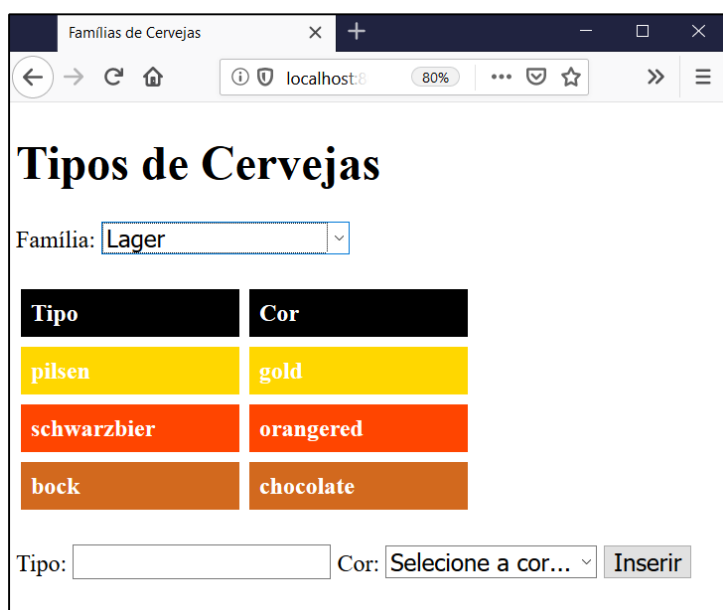 Famílias de Cervejas
localhost:8 80%
Tipos de Cervejas
Família: Lager
Tipo Cor
pilsen gold
schwarzbier orangered
bock chocolate
Tipo: Cor: Selecione a cor... Inserir